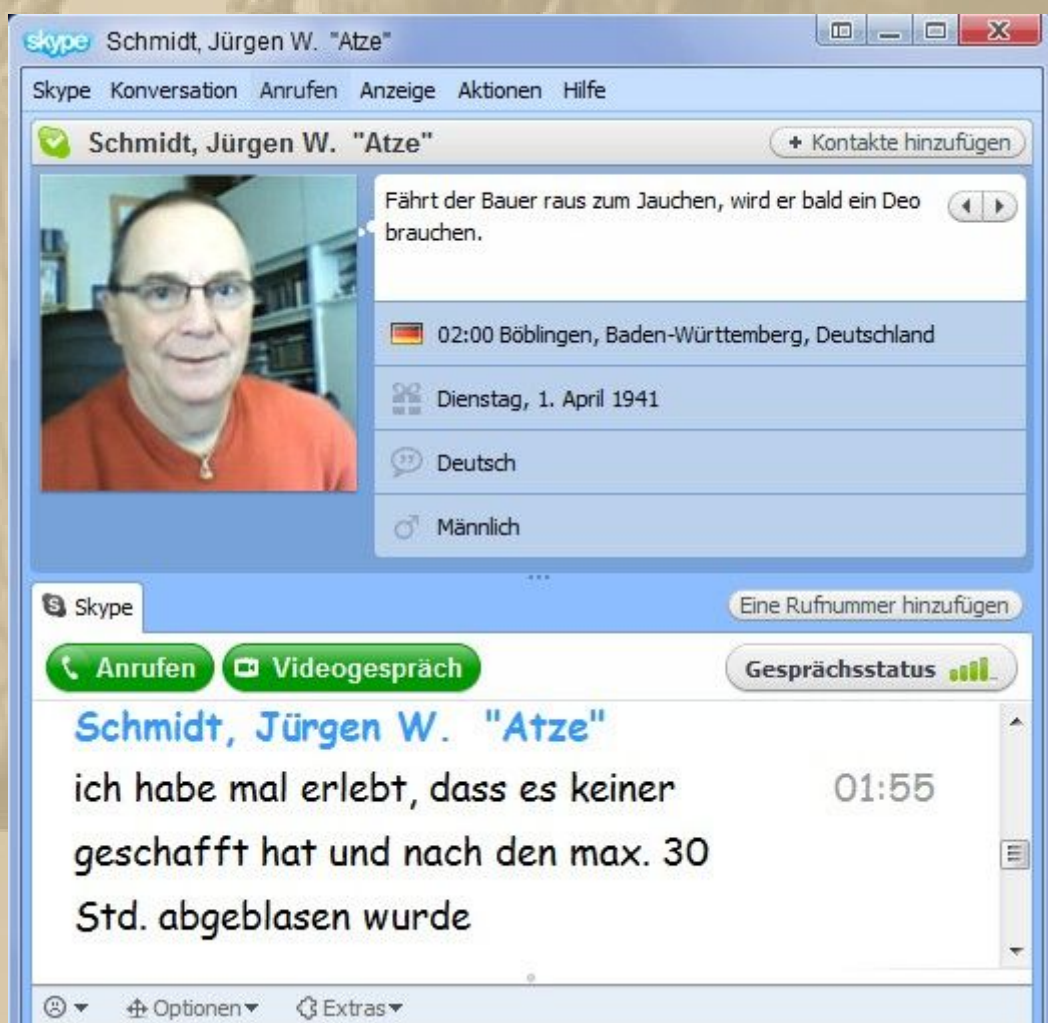 skype Schmidt, Jürgen W. "Atze"
Skype Konversation Anrufen Anzeige Aktionen Hilfe
Schmidt, Jürgen W. "Atze"
+ Kontakte hinzufügen
Fährt der Bauer raus zum Jauchen, wird er bald ein Deo
brauchen.
02:00 Böblingen, Baden-Württemberg, Deutschland
Dienstag, 1. April 1941
Deutsch
Männlich
Skype
Eine Rufnummer hinzufügen
Anrufen Videogespräch Gesprächsstatus
Schmidt, Jürgen W. "Atze"
ich habe mal erlebt, dass es keiner 01:55
geschafft hat und nach den max. 30
Std. abgeblasen wurde
Optionen Extras